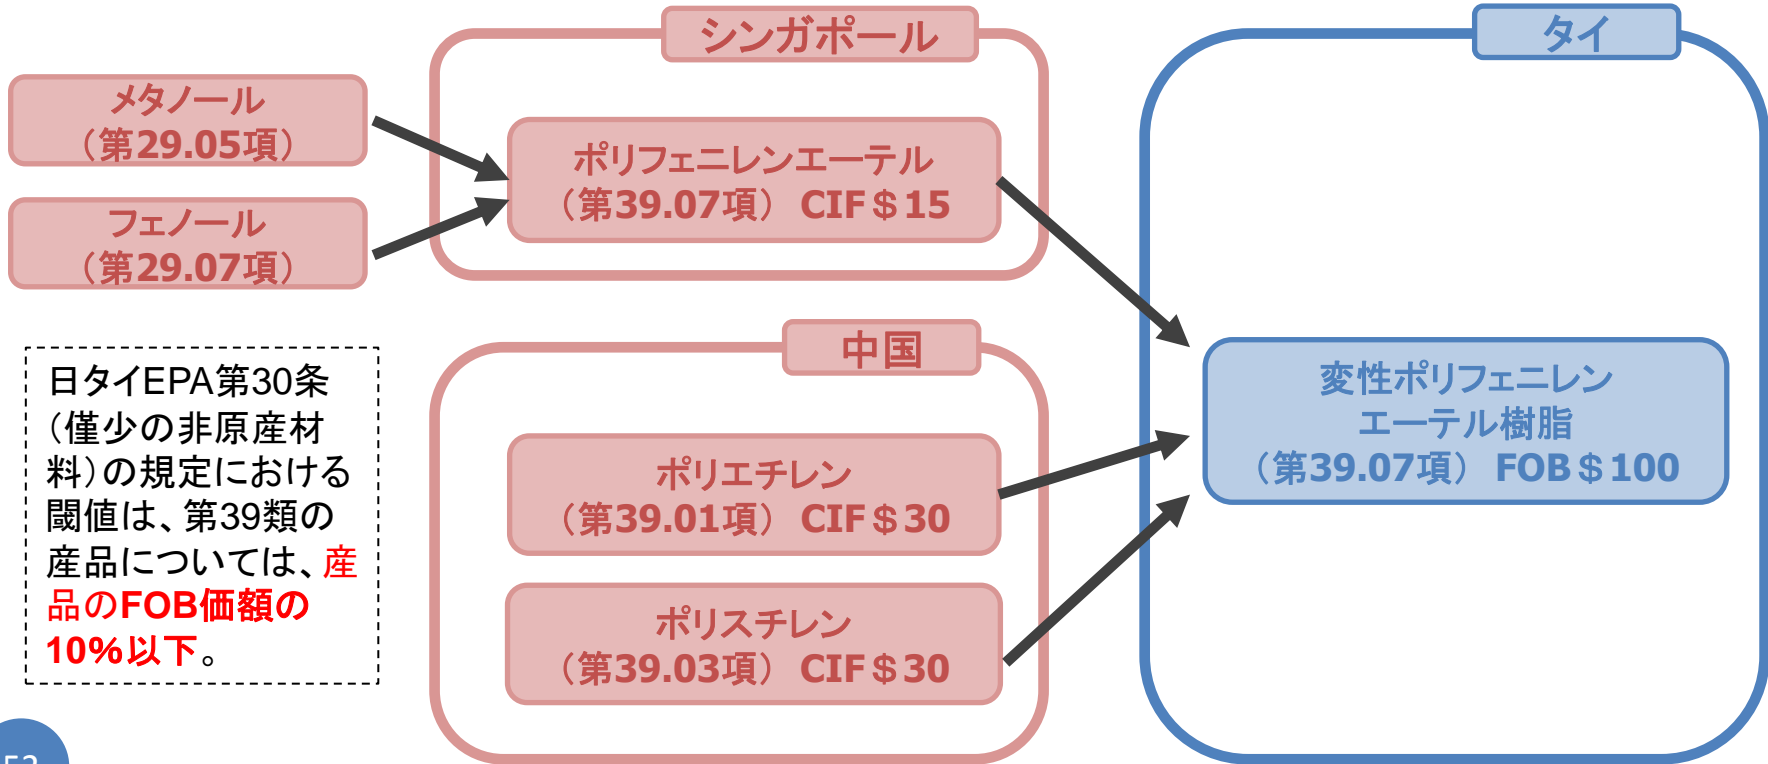 シンガポール
タイ
メタノール
（第29.05項）
フェノール
（第29.07項）
ポリフェニレンエーテル
（第39.07項） CIF＄15
中国
ポリエチレン
（第39.01項） CIF＄30
ポリスチレン
（第39.03項） CIF＄30
変性ポリフェニレン
エーテル樹脂
（第39.07項） FOB＄100
日タイEPA第30条
（僅少の非原産材
料）の規定における
閾値は、第39類の
産品については、産
品のFOB価額の
10%以下。
52